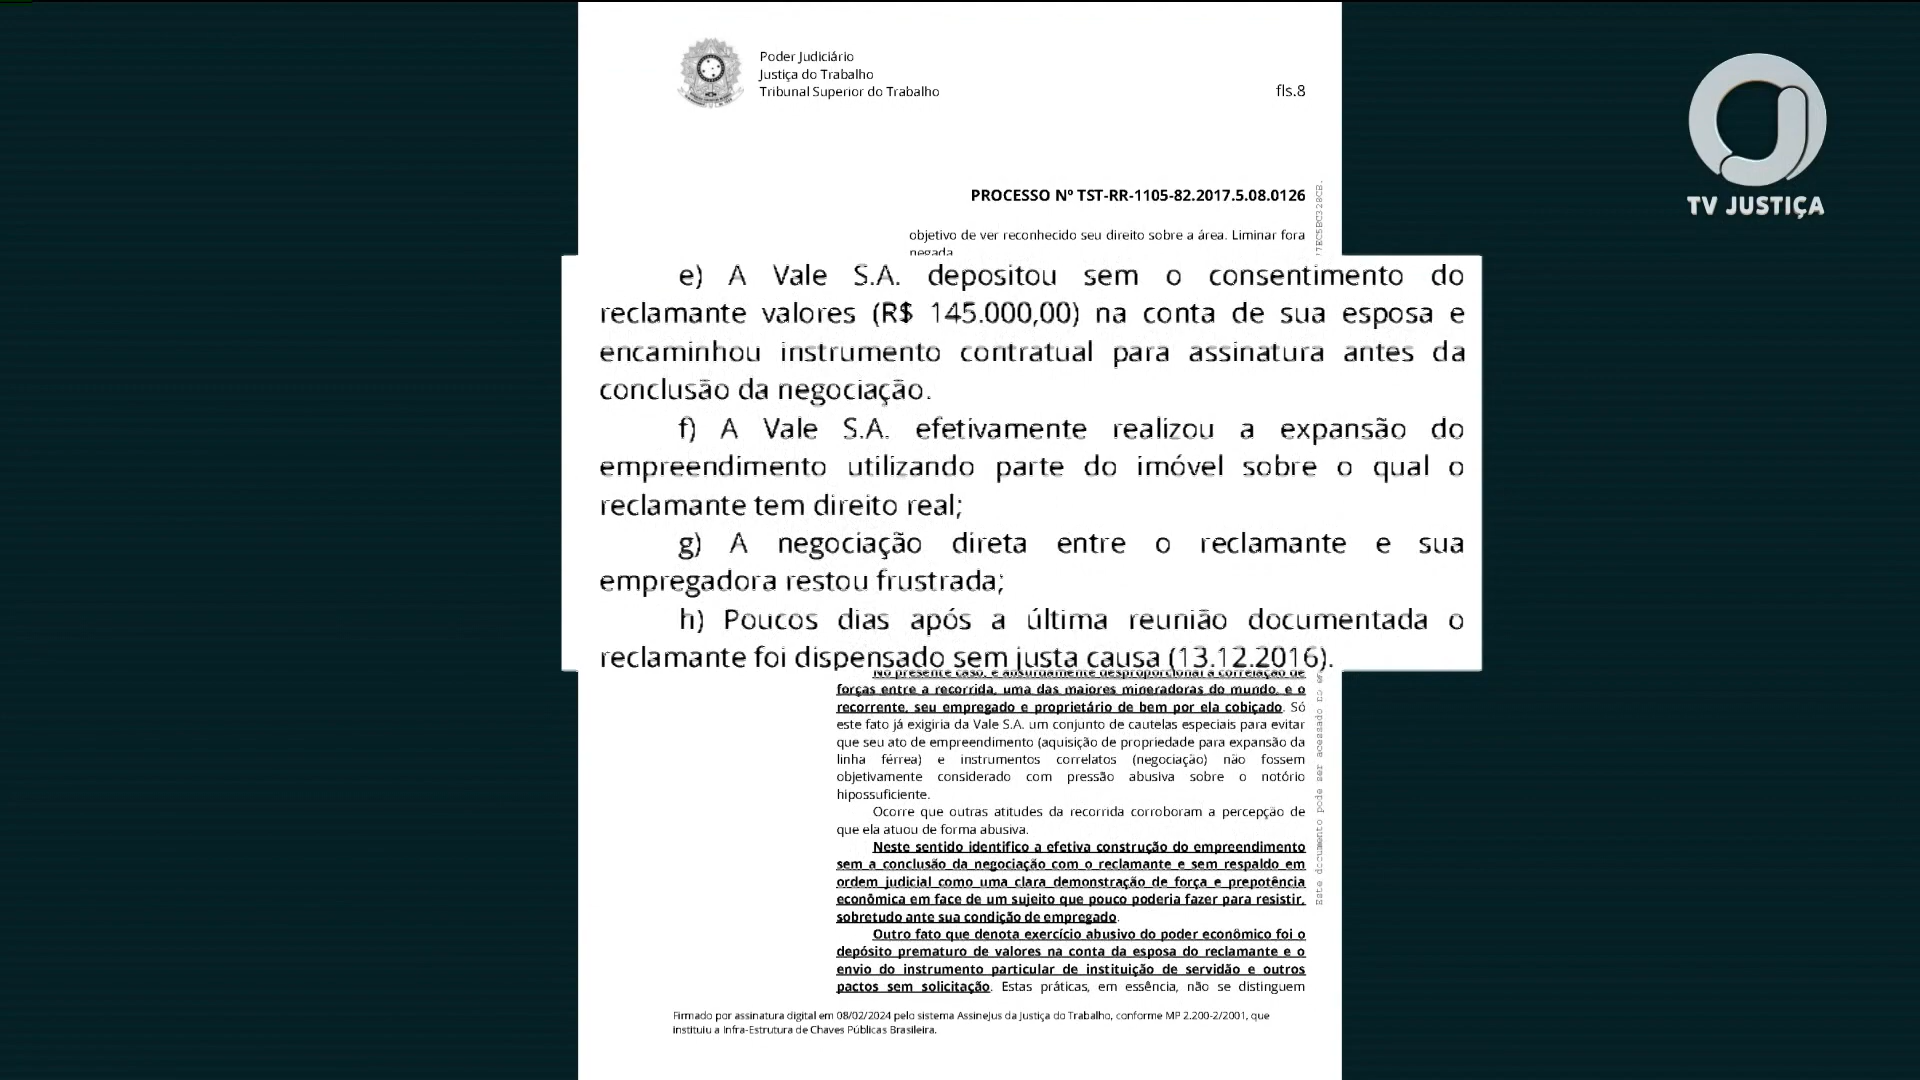 Poder Judiciário
Justiça do Trabalho
Tribunal Superior do Trabalho
fls.8
TV JUSTIÇA
PROCESSO Nº TST-RR-1105-82.2017.5.08.0126
objetivo de ver reconhecido seu direito sobre a área. Liminar fora
negada
e) A Vale S.A. depositou sem o consentimento do
reclamante valores (R$ 145.000,00) na conta de sua esposa e
encaminhou instrumento contratual para assinatura antes da
conclusão da negociação.
f) A Vale S.A. efetivamente realizou a expansão do
empreendimento utilizando parte do imóvel sobre o qual o
reclamante tem direito real;
g) A negociação direta entre o reclamante e sua
empregadora restou frustrada;
h) Poucos dias após a última reunião documentada o
reclamante foi dispensado sem justa causa (13.12.2016).
No presente caso, é absurdamente desproporcional a correlação de
forças entre a recorrida, uma das maiores mineradoras do mundo, e o
recorrente, seu empregado e proprietário de bem por ela cobiçado. Só
este fato já exigiria da Vale S.A. um conjunto de cautelas especiais para evitar
que seu ato de empreendimento (aquisição de propriedade para expansão da
linha férrea) e instrumentos correlatos (negociação) não fossem
objetivamente considerado com pressão abusiva sobre o notório
hipossuficiente.
Ocorre que outras atitudes da recorrida corroboram a percepção de
que ela atuou de forma abusiva.
Neste sentido identifico a efetiva construção do empreendimento
sem a conclusão da negociação com o reclamante e sem respaldo em
ordem judicial como uma clara demonstração de força e prepotência
econômica em face de um sujeito que pouco poderia fazer para resistir,
sobretudo ante sua condição de empregado.
Outro fato que denota exercício abusivo do poder econômico foi o
depósito prematuro de valores na conta da esposa do reclamante e o
envio do instrumento particular de instituição de servidão e outros
pactos sem solicitação. Estas práticas, em essência, não se distinguem
Firmado por assinatura digital em 08/02/2024 pelo sistema AssineJus da Justiça do Trabalho, conforme MP 2.200-2/2001, que
instituiu a Infra-Estrutura de Chaves Públicas Brasileira.
Este documento pode ser acessado no